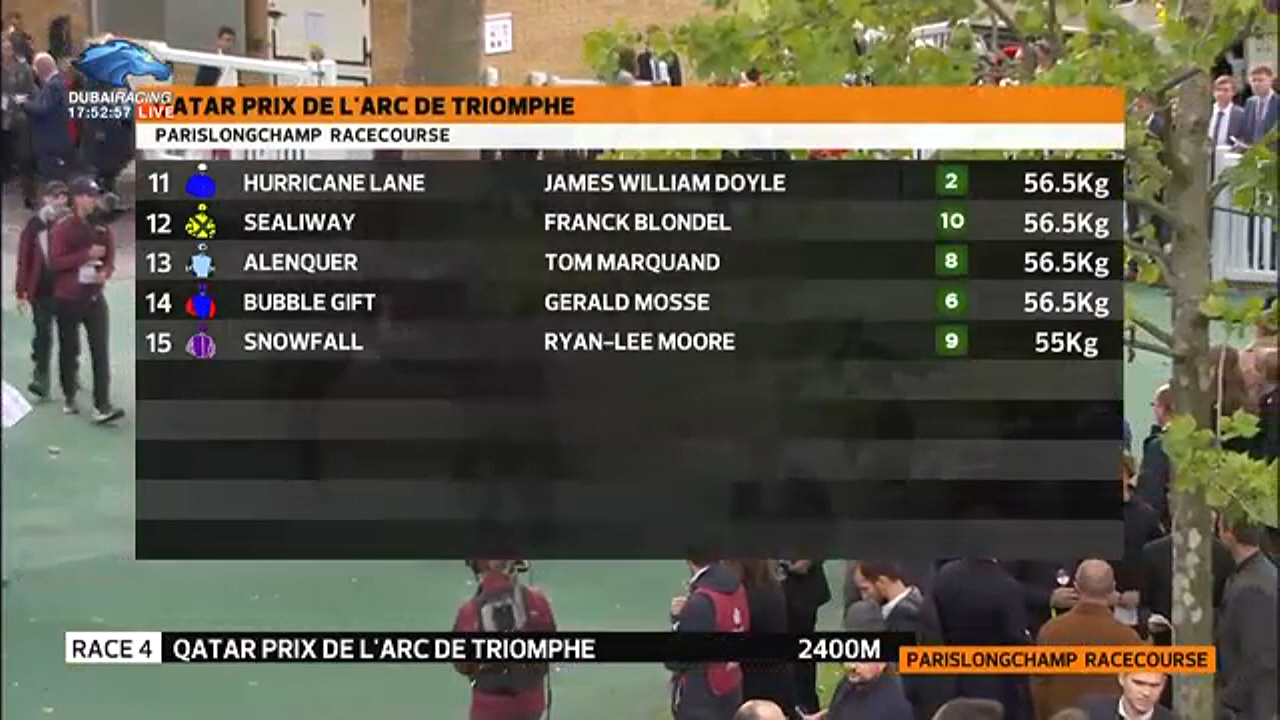 DUBAI RACING
17:52:57 LIVE
QATAR PRIX DE L'ARC DE TRIOMPHE
PARISLONGCHAMP RACECOURSE
11 HURRICANE LANE JAMES WILLIAM DOYLE 2 56.5Kg
12 SEALIWAY FRANCK BLONDEL 10 56.5Kg
13 ALENQUER TOM MARQUAND 8 56.5Kg
14 BUBBLE GIFT GERALD MOSSE 6 56.5Kg
15 SNOWFALL RYAN-LEE MOORE 9 55Kg
RACE 4 QATAR PRIX DE L'ARC DE TRIOMPHE 2400M
PARISLONGCHAMP RACECOURSE